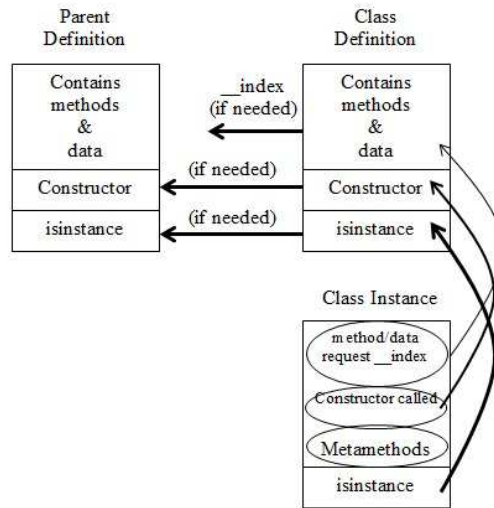 Parent
Definition
Class
Definition
Contains
methods
&
data
__index
(if needed)
Contains
methods
&
data
Constructor
(if needed)
Constructor
isinstance
(if needed)
isinstance
Class Instance
method/data
request __index
Constructor called
Metamethods
isinstance